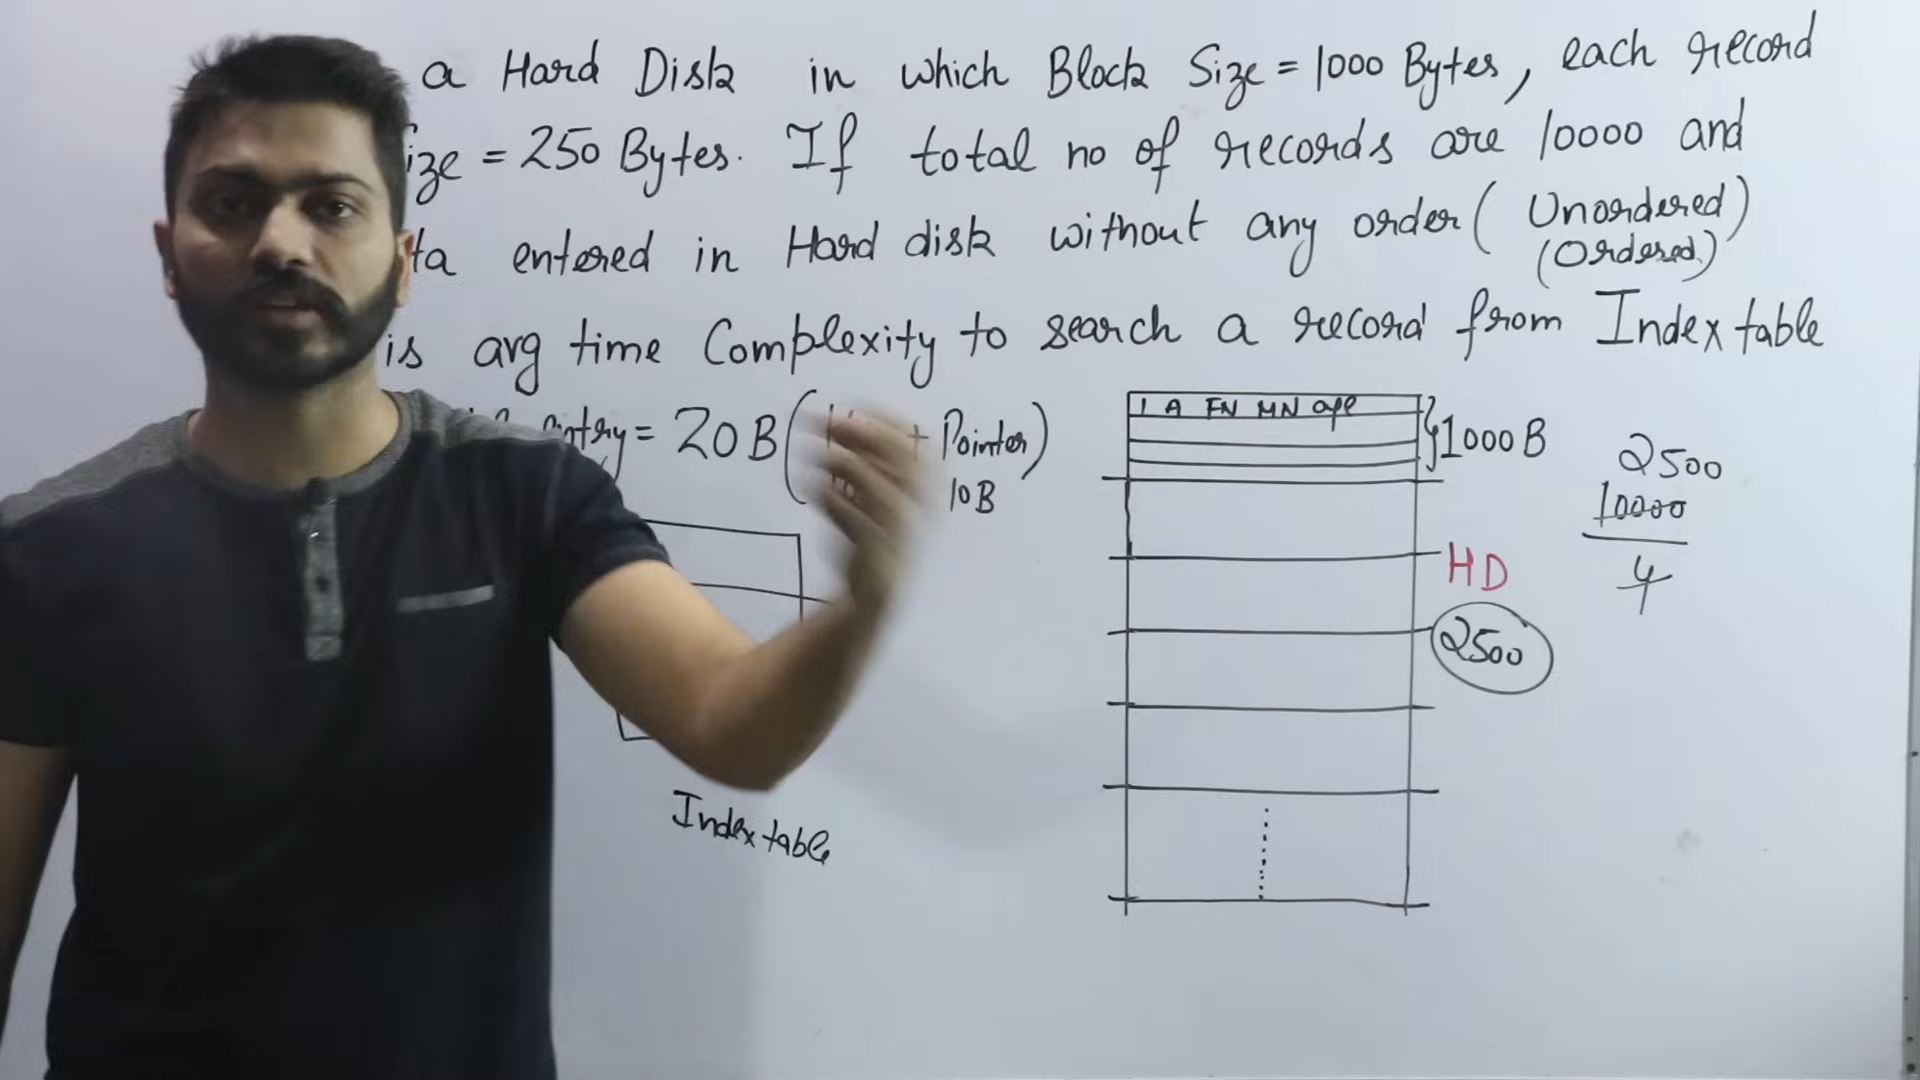 a Hard Disk in which Block Size = 1000 Bytes, each record
ize = 250 Bytes. If total no of records are 10000 and
ta entered in Hard disk without any order ( Unordered )
(Ordered)
is avg time Complexity to search a record from Index table
entry = 20B ( + Pointer )
10B
1 A FN MN
1000 B
2500
10000
4
HD
2500
Index table